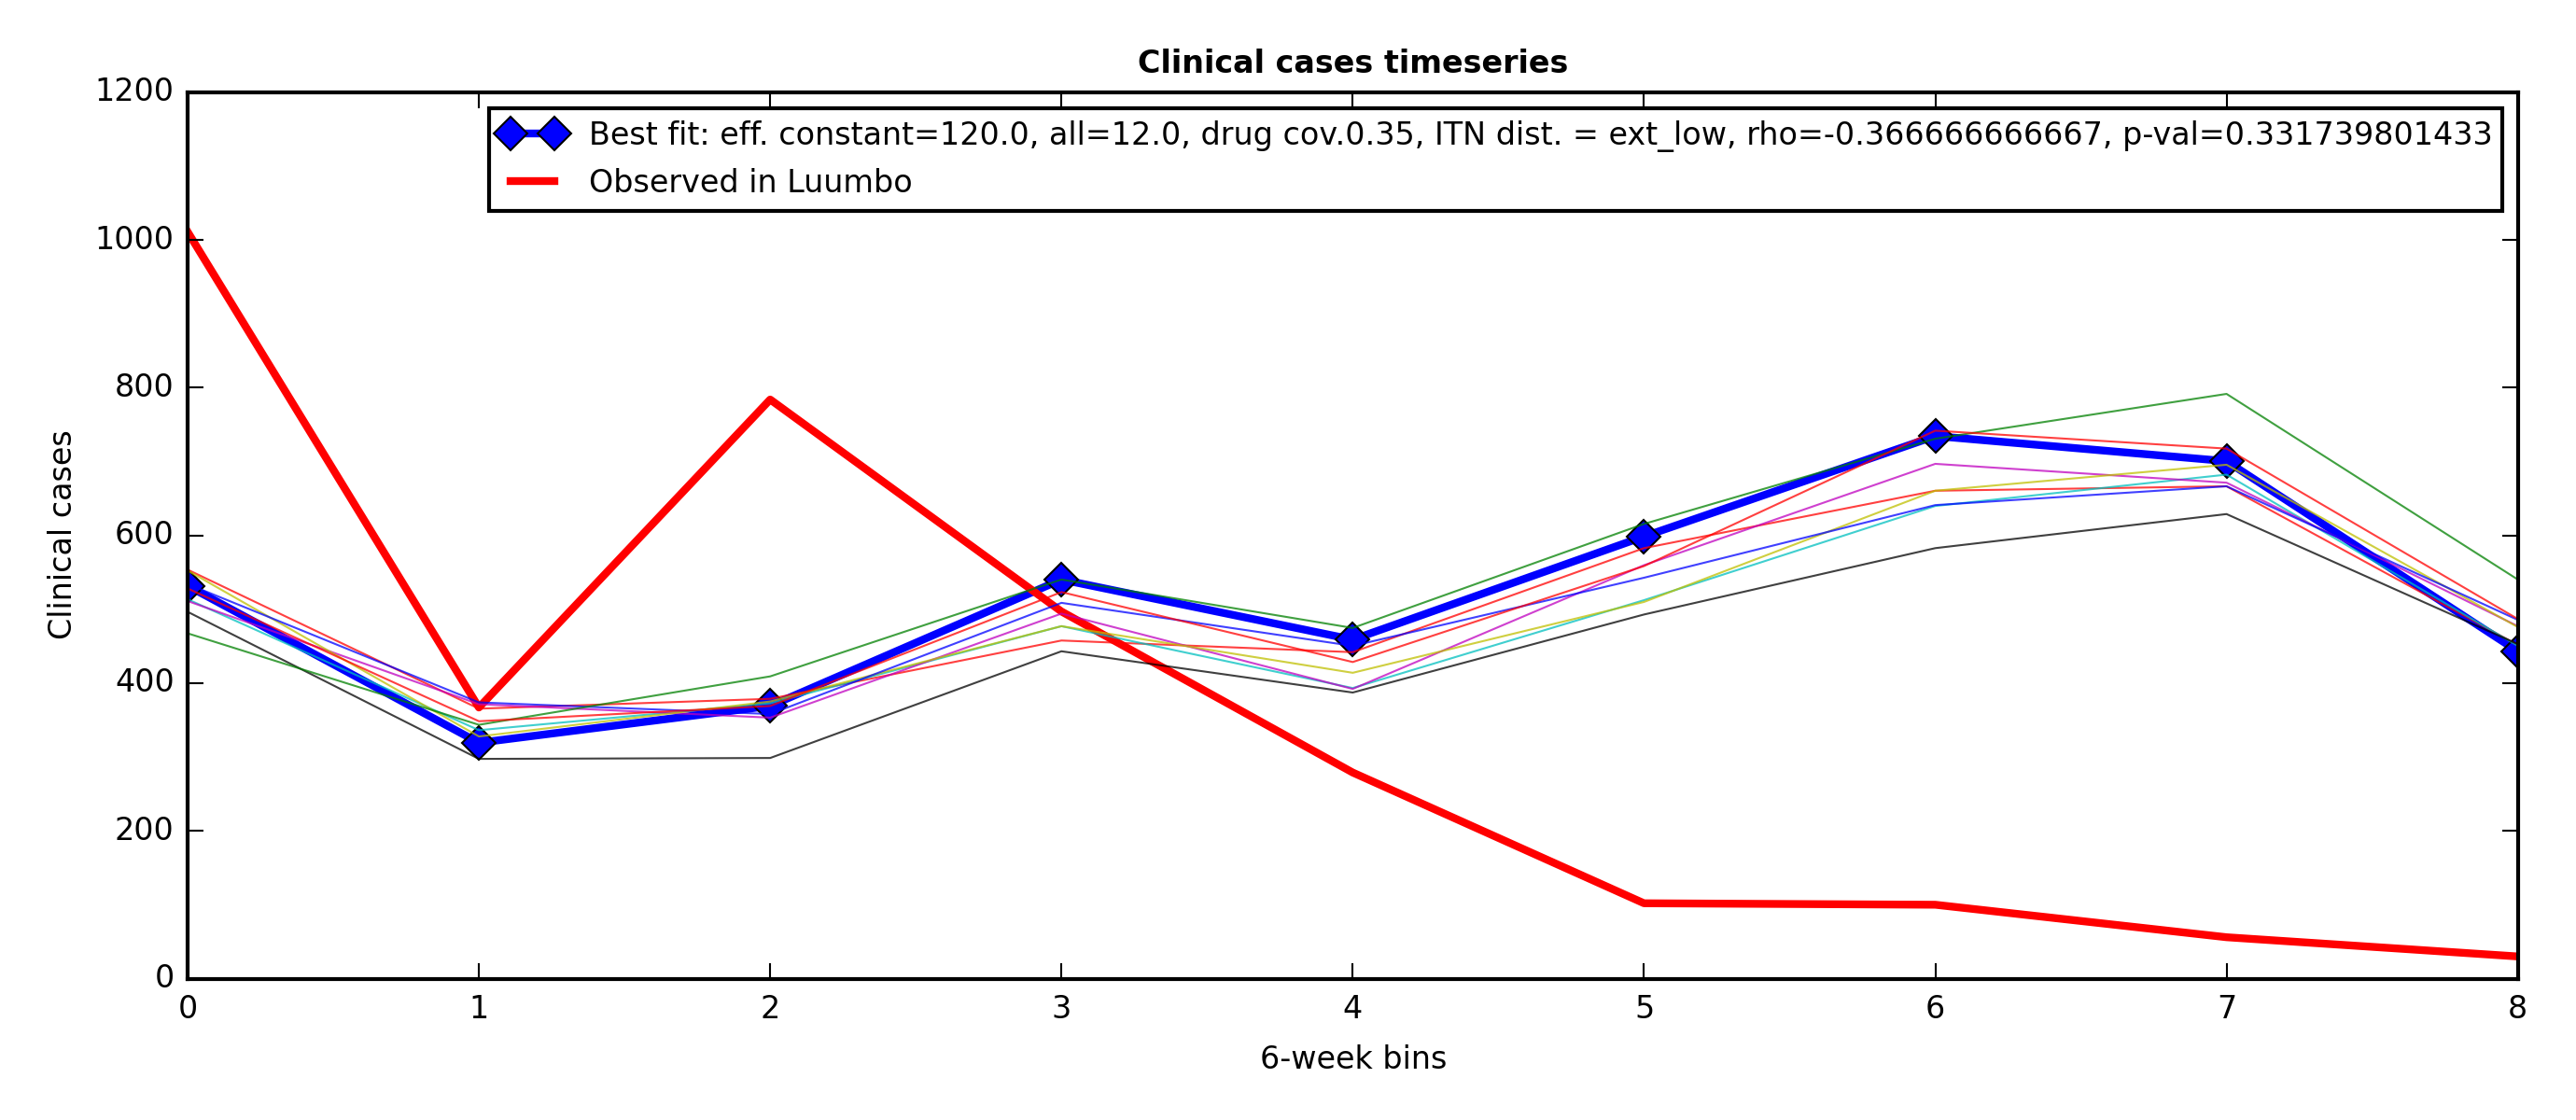 Clinical cases timeseries
Best fit: eff. constant=120.0, all=12.0, drug cov.0.35, ITN dist. = ext_low, rho=-0.366666666667, p-val=0.331739801433
Observed in Luumbo
1200
1000
800
600
400
200
0
Clinical cases
0 1 2 3 4 5 6 7 8
6-week bins